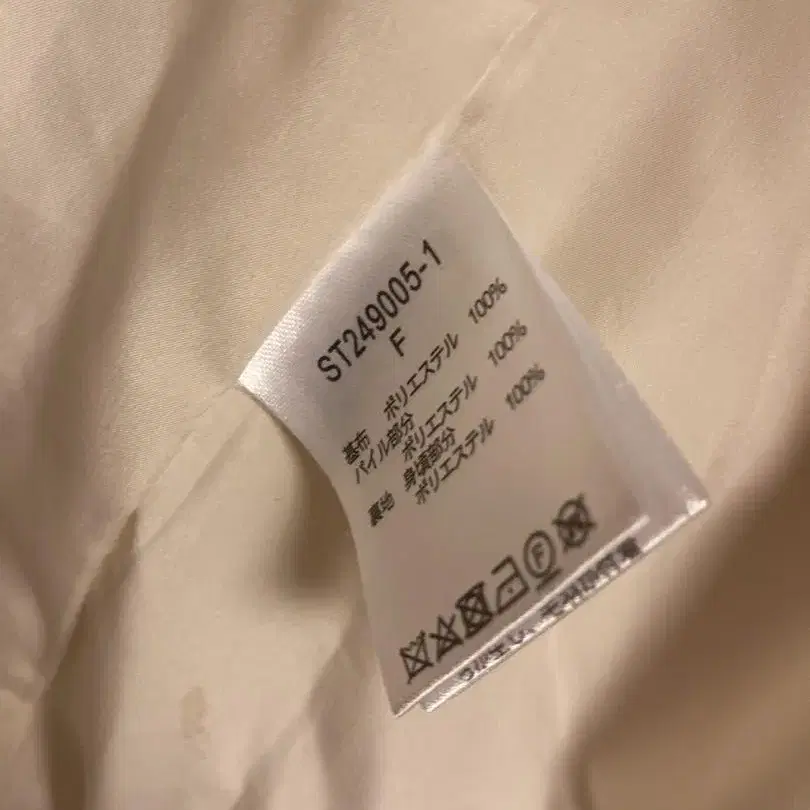 ST249005-1
F
基布 ポリエステル 100%
パイル部分
ポリエステル 100%
裏地 身頃部分
ポリエステル 100%
F